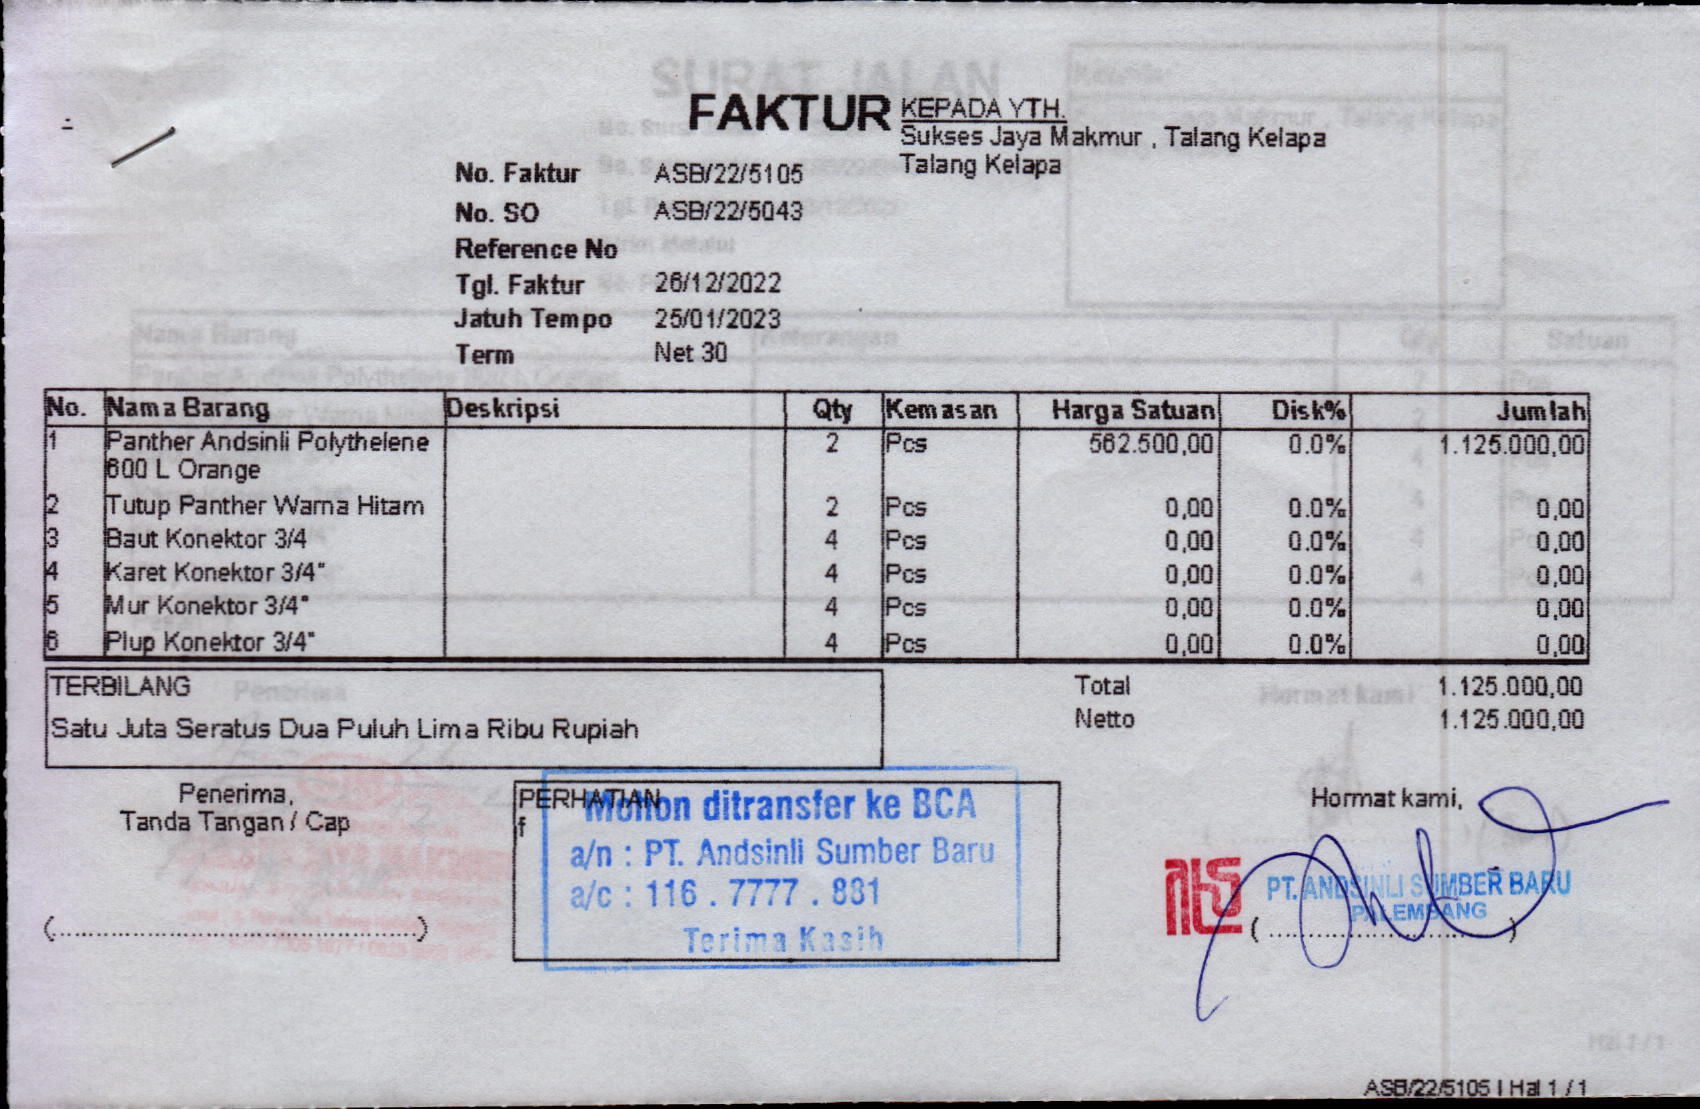 FAKTUR
KEPADA YTH.
Sukses Jaya Makmur , Talang Kelapa
Talang Kelapa
No. Faktur ASB/22/5105
No. SO ASB/22/5043
Reference No
Tgl. Faktur 26/12/2022
Jatuh Tempo 25/01/2023
Term Net 30
No. Nama Barang Deskripsi Qty Kemasan Harga Satuan Disk% Jumlah
1 Panther Andsinli Polythelene 2 Pcs 562.500,00 0.0% 1.125.000,00
600 L Orange
2 Tutup Panther Warna Hitam 2 Pcs 0,00 0.0% 0,00
3 Baut Konektor 3/4 4 Pcs 0,00 0.0% 0,00
4 Karet Konektor 3/4" 4 Pcs 0,00 0.0% 0,00
5 Mur Konektor 3/4" 4 Pcs 0,00 0.0% 0,00
6 Plup Konektor 3/4" 4 Pcs 0,00 0.0% 0,00
TERBILANG
Satu Juta Seratus Dua Puluh Lima Ribu Rupiah
Total 1.125.000,00
Netto 1.125.000,00
Penerima,
Tanda Tangan / Cap
(..............................................)
PERHATIAN
f
Mohon ditransfer ke BCA
a/n : PT. Andsinli Sumber Baru
a/c : 116 . 7777 . 881
Terima Kasih
Hormat kami,
PT. ANDSINLI SUMBER BARU
PALEMBANG
(................................)
ASB/22/5105 | Hal 1 / 1